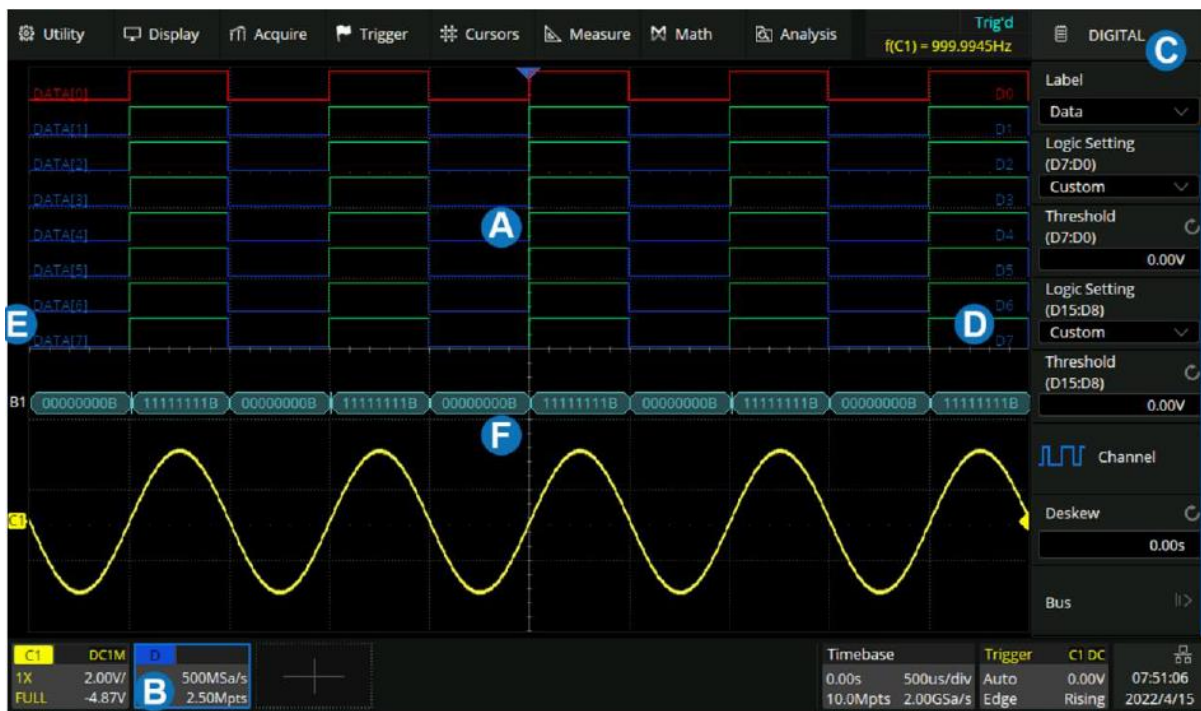 Utility
Display
Acquire
Trigger
Cursors
Measure
Math
Analysis
Trig'd
f(C1) = 999.9945Hz
DIGITAL
C
DATA[0]
D0
DATA[1]
D1
DATA[2]
D2
DATA[3]
D3
DATA[4]
D4
DATA[5]
D5
DATA[6]
D6
DATA[7]
D7
A
E
D
Label
Data
Logic Setting
(D7:D0)
Custom
Threshold
(D7:D0)
0.00V
Logic Setting
(D15:D8)
Custom
Threshold
(D15:D8)
0.00V
Channel
Deskew
0.00s
Bus
B1
00000000B 11111111B 00000000B 11111111B 00000000B 11111111B 00000000B 11111111B 00000000B 11111111B
F
C1
C1 DC1M
1X 2.00V/
FULL -4.87V
D
500MSa/s
B 2.50Mpts
Timebase
0.00s 500us/div
10.0Mpts 2.00GSa/s
Trigger C1 DC
Auto 0.00V
Edge Rising
07:51:06
2022/4/15